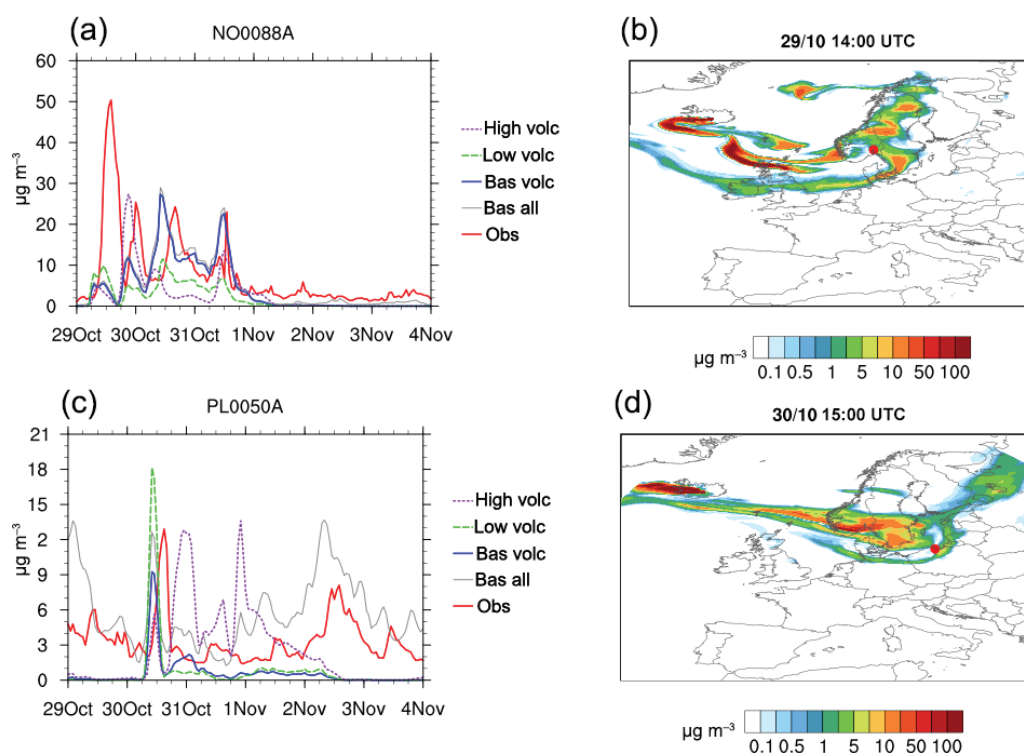 (a)
NO0088A
60
50
40
30
20
10
0
µg m⁻³
29Oct 30Oct 31Oct 1Nov 2Nov 3Nov 4Nov
High volc
Low volc
Bas volc
Bas all
Obs
(b)
29/10 14:00 UTC
µg m⁻³
0.1 0.5 1 5 10 50 100
(c)
PL0050A
21
18
15
12
9
6
3
0
µg m⁻³
29Oct 30Oct 31Oct 1Nov 2Nov 3Nov 4Nov
High volc
Low volc
Bas volc
Bas all
Obs
(d)
30/10 15:00 UTC
µg m⁻³
0.1 0.5 1 5 10 50 100